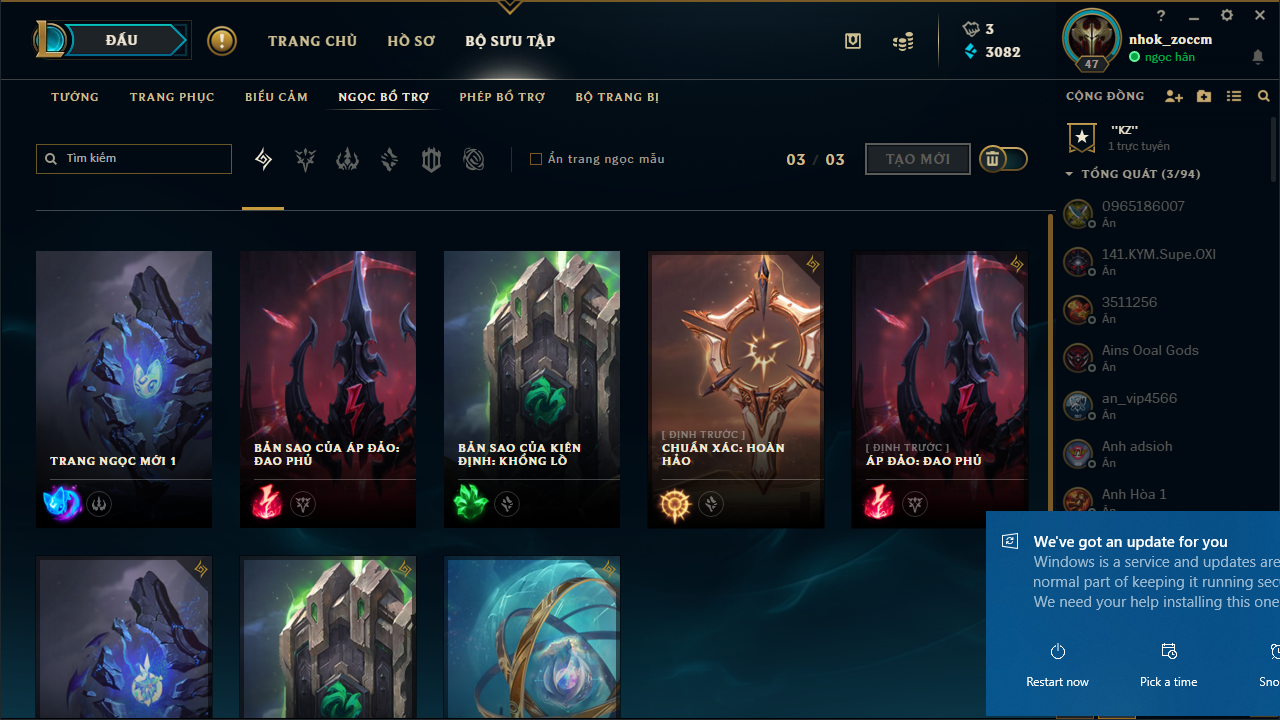 ĐẤU
TRANG CHỦ
HỒ SƠ
BỘ SƯU TẬP
3
3082
?
47
nhok_zoccm
ngọc hân
TƯỚNG
TRANG PHỤC
BIỂU CẢM
NGỌC BỔ TRỢ
PHÉP BỔ TRỢ
BỘ TRANG BỊ
CỘNG ĐỒNG
Tìm kiếm
Ẩn trang ngọc mẫu
03 / 03
TẠO MỚI
"KZ"
1 trực tuyến
TỔNG QUÁT (3/94)
0965186007
Ẩn
141.KYM.Supe.OXI
Ẩn
3511256
Ẩn
Ains Ooal Gods
Ẩn
an_vip4566
Ẩn
Anh adsioh
Ẩn
Anh Hòa 1
Ẩn
TRANG NGỌC MỚI 1
BẢN SAO CỦA ÁP ĐẢO:
ĐAO PHỦ
BẢN SAO CỦA KIÊN
ĐỊNH: KHỔNG LỒ
[ ĐỊNH TRƯỚC ]
CHUẨN XÁC: HOÀN
HẢO
[ ĐỊNH TRƯỚC ]
ÁP ĐẢO: ĐAO PHỦ
We've got an update for you
Windows is a service and updates are
normal part of keeping it running sec
We need your help installing this one
Restart now
Pick a time
Sno